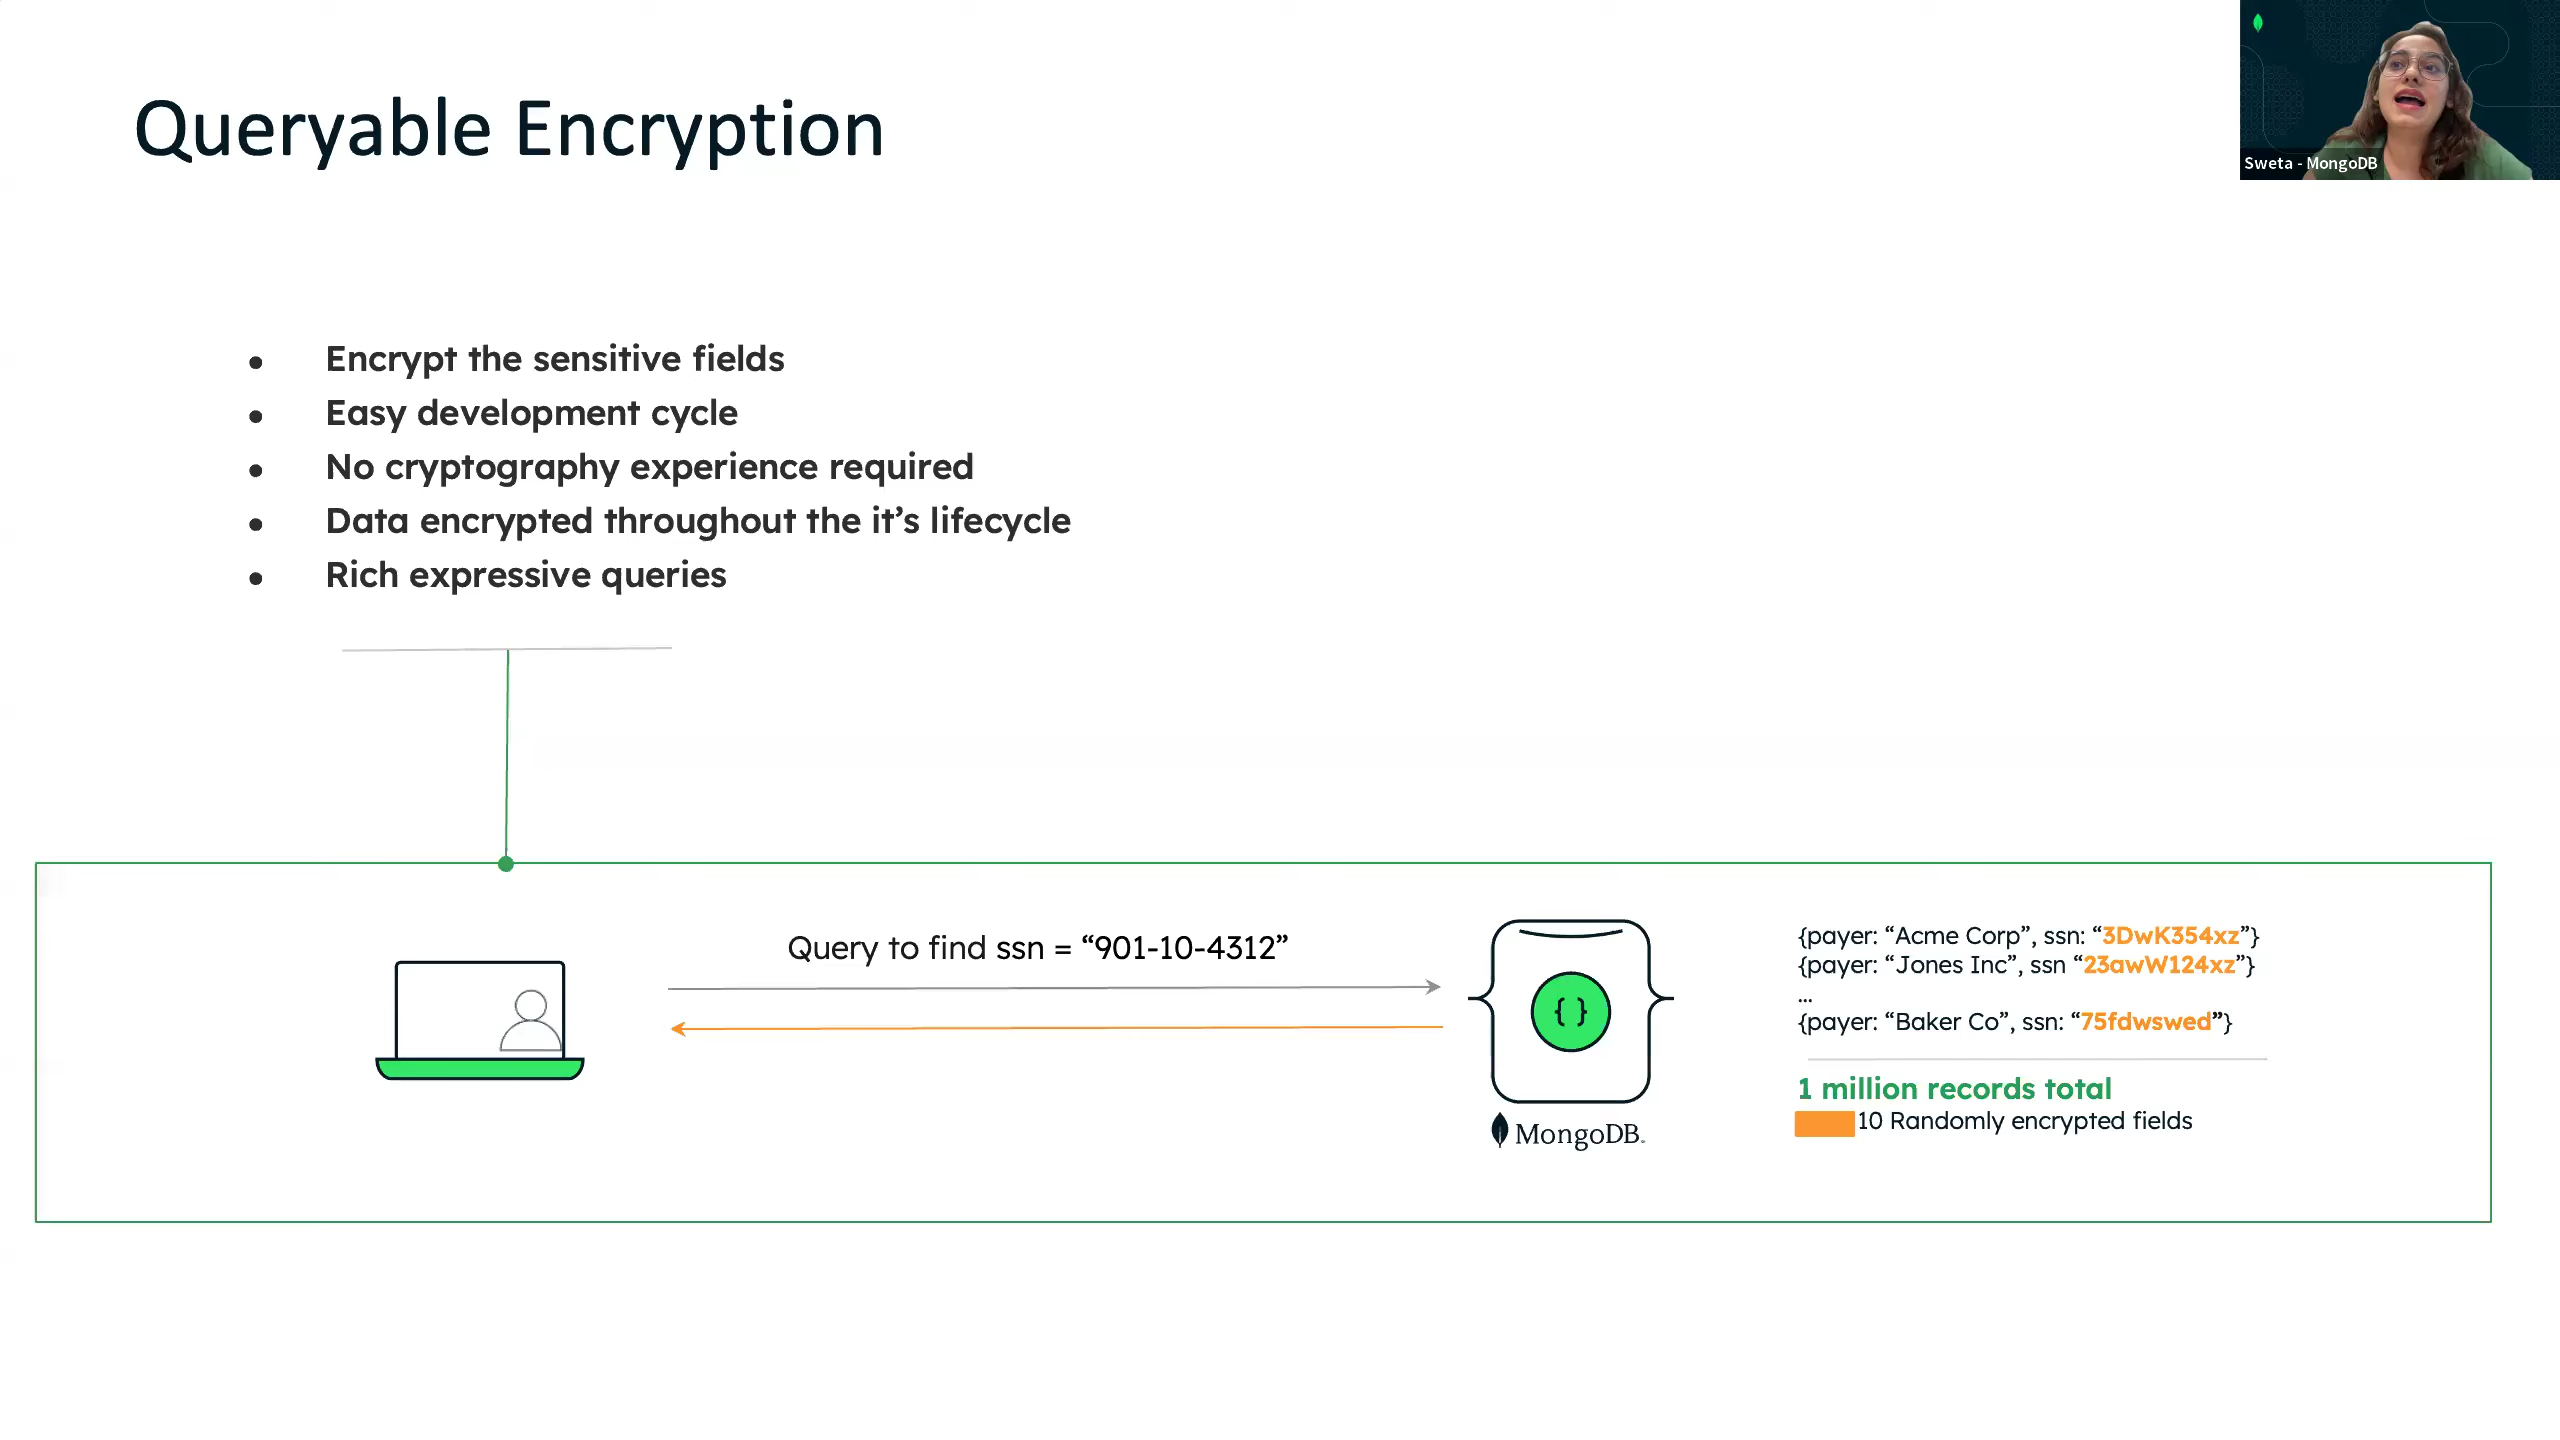 Queryable Encryption
Sweta - MongoDB
● Encrypt the sensitive fields
● Easy development cycle
● No cryptography experience required
● Data encrypted throughout the it’s lifecycle
● Rich expressive queries
Query to find ssn = “901-10-4312”
{ }
MongoDB.
{payer: “Acme Corp”, ssn: “3DwK354xz”}
{payer: “Jones Inc”, ssn “23awW124xz”}
...
{payer: “Baker Co”, ssn: “75fdwswed”}
1 million records total
10 Randomly encrypted fields